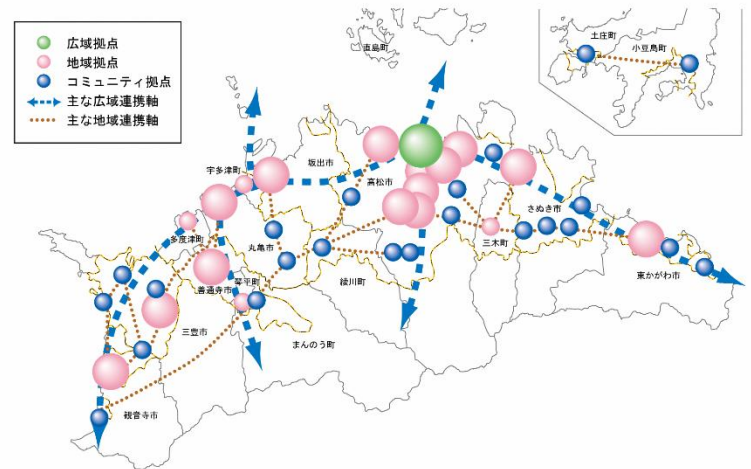 広域拠点
地域拠点
コミュニティ拠点
主な広域連携軸
主な地域連携軸
直島町
土庄町
小豆島町
坂出市
宇多津町
高松市
さぬき市
多度津町
丸亀市
三木町
東かがわ市
善通寺市
琴平町
綾川町
三豊市
まんのう町
観音寺市